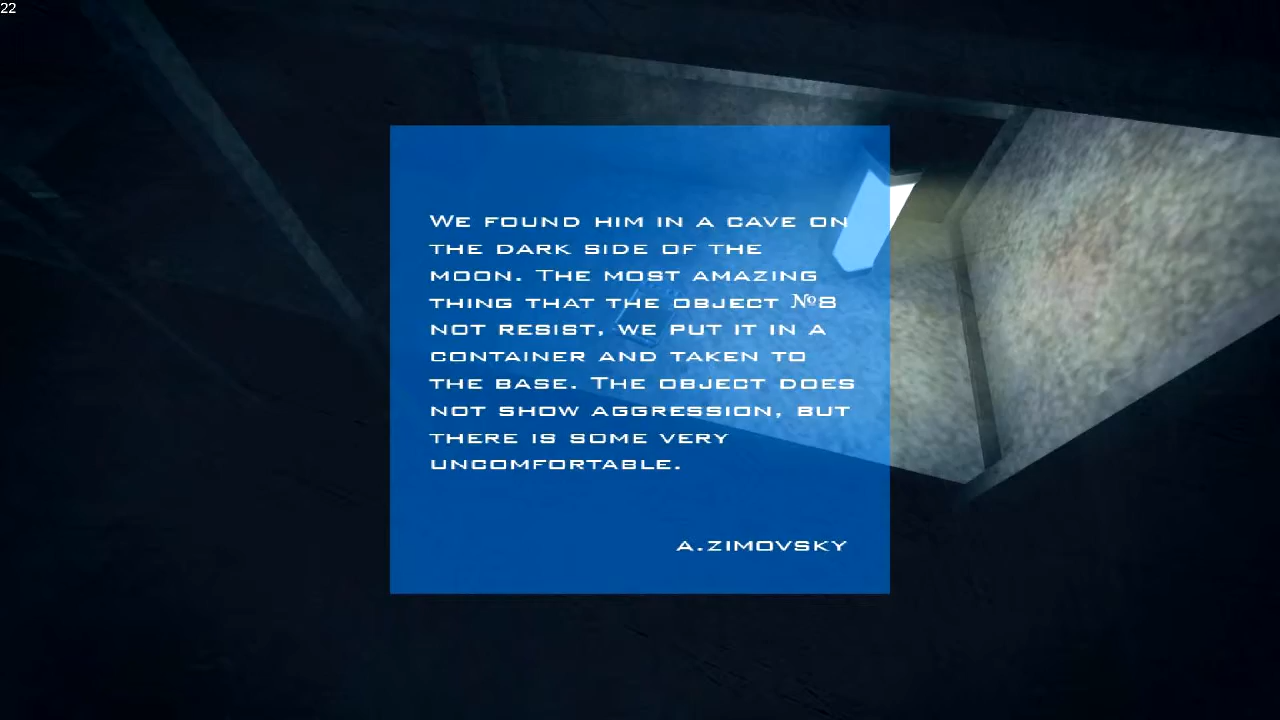 22
We found him in a cave on
the dark side of the
moon. The most amazing
thing that the object №8
not resist, we put it in a
container and taken to
the base. The object does
not show aggression, but
there is some very
uncomfortable.
A.Zimovsky